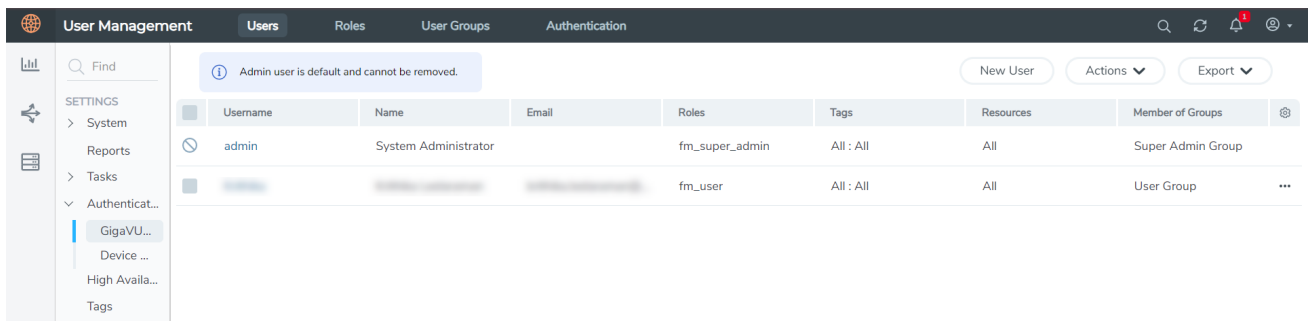 User Management Users Roles User Groups Authentication 1
Find
Admin user is default and cannot be removed. New User Actions Export
SETTINGS
Username Name Email Roles Tags Resources Member of Groups
System
Reports
admin System Administrator fm_super_admin All : All All Super Admin Group
Tasks
fm_user All : All All User Group ...
Authenticat...
GigaVU...
Device ...
High Availa...
Tags